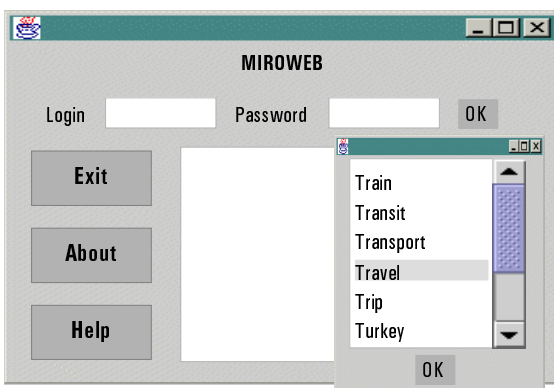 MIROWEB
Login Password OK
Exit
About
Help
Train
Transit
Transport
Travel
Trip
Turkey
OK